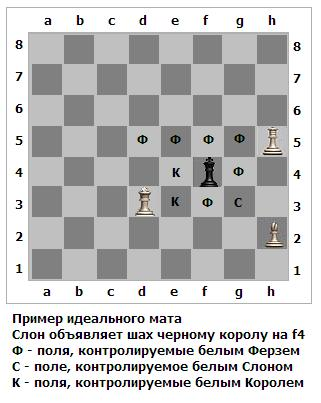 a b c d e f g h
8 8
7 7
6 6
5 Ф Ф Ф Ф 5
4 К Ф 4
3 К Ф С 3
2 2
1 1
a b c d e f g h
Пример идеального мата
Слон объявляет шах черному королу на f4
Ф - поля, контролируемые белым Ферзем
С - поле, контролируемое белым Слоном
К - поля, контролируемые белым Королем